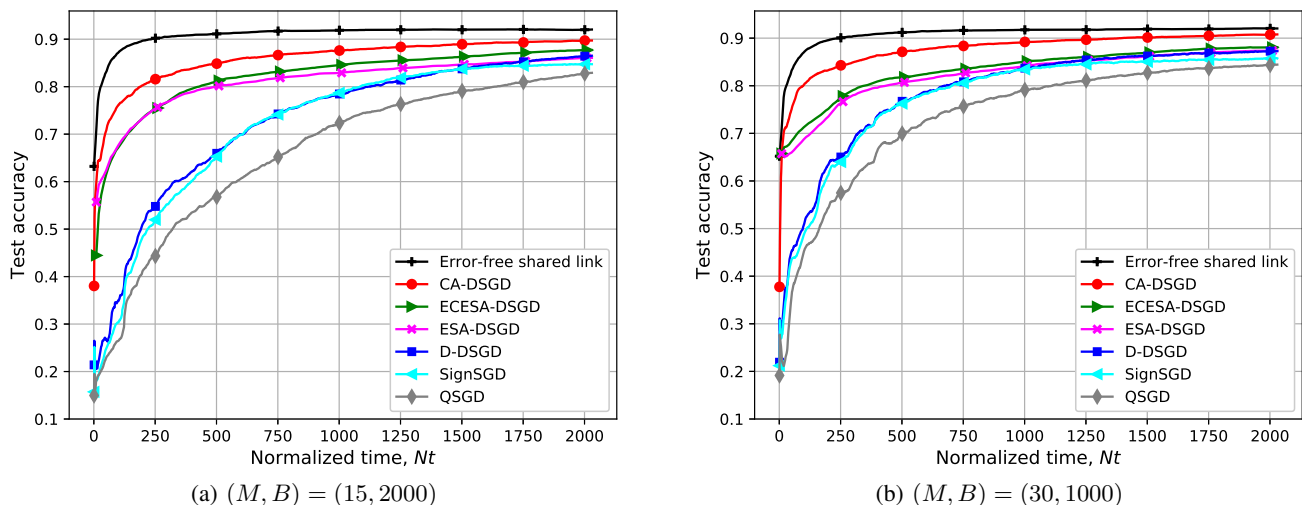 Test accuracy
0.9
0.8
0.7
0.6
0.5
0.4
0.3
0.2
0.1
Error-free shared link
CA-DSGD
ECESA-DSGD
ESA-DSGD
D-DSGD
SignSGD
QSGD
0 250 500 750 1000 1250 1500 1750 2000
Normalized time, Nt
(a) (M, B) = (15, 2000)
Test accuracy
0.9
0.8
0.7
0.6
0.5
0.4
0.3
0.2
0.1
Error-free shared link
CA-DSGD
ECESA-DSGD
ESA-DSGD
D-DSGD
SignSGD
QSGD
0 250 500 750 1000 1250 1500 1750 2000
Normalized time, Nt
(b) (M, B) = (30, 1000)